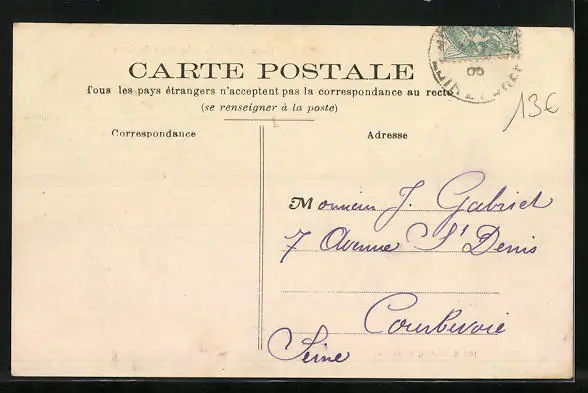 CARTE POSTALE
Tous les pays étrangers n'acceptent pas la correspondance au recto
(se renseigner à la poste)
13€
Correspondance
Adresse
Monsieur J. Gabriel
7 Avenue St Denis
Courbevoie
Seine